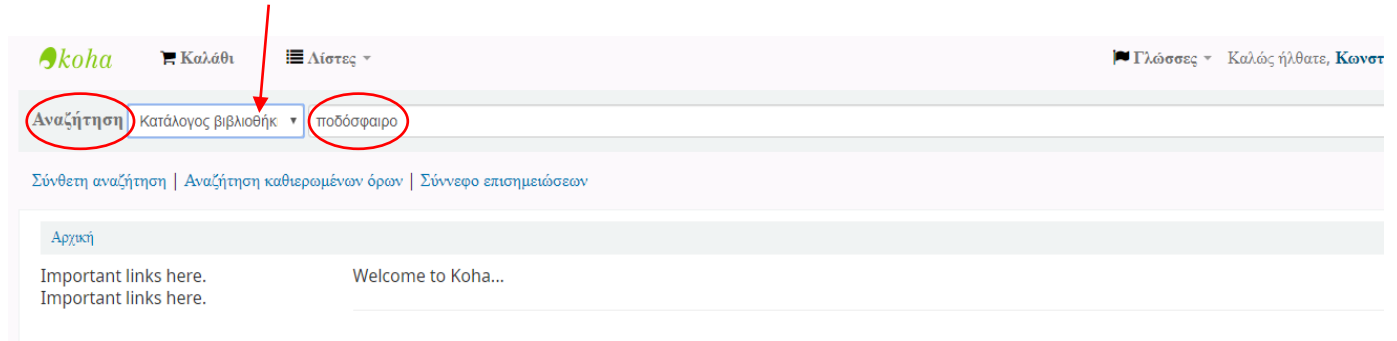 koha Καλάθι Λίστες Γλώσσες Καλώς ήλθατε, Κωνστ
Αναζήτηση Κατάλογος βιβλιοθήκ ποδόσφαιρο
Σύνθετη αναζήτηση | Αναζήτηση καθιερωμένων όρων | Σύννεφο επισημειώσεων
Αρχική
Important links here. Welcome to Koha...
Important links here.